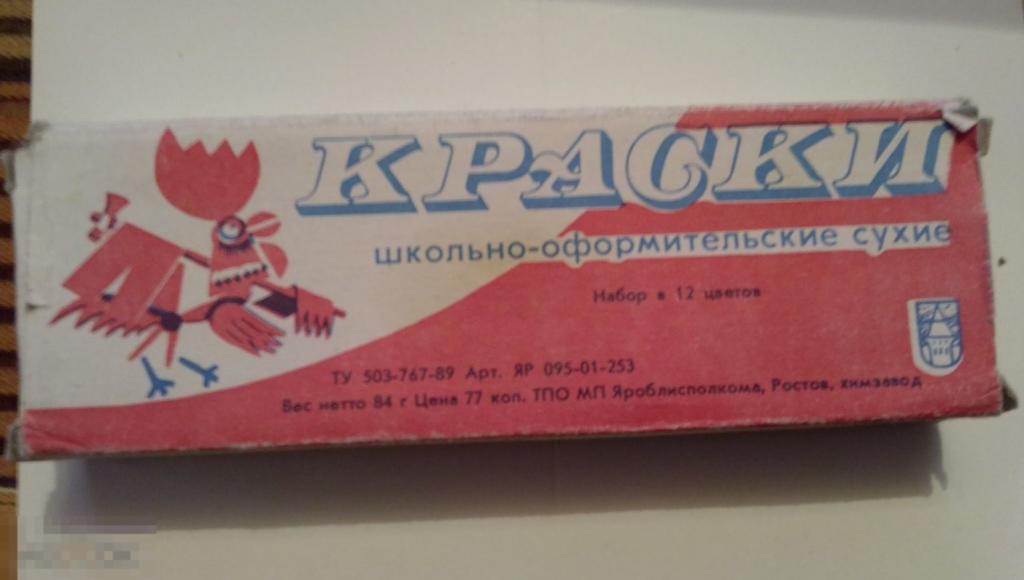 КРАСКИ
школьно-оформительские сухие
Набор в 12 цветов
ТУ 503-767-89 Арт. ЯР 095-01-253
Вес нетто 84 г Цена 77 коп. ТПО МП Яроблисполкома, Ростов, химзавод